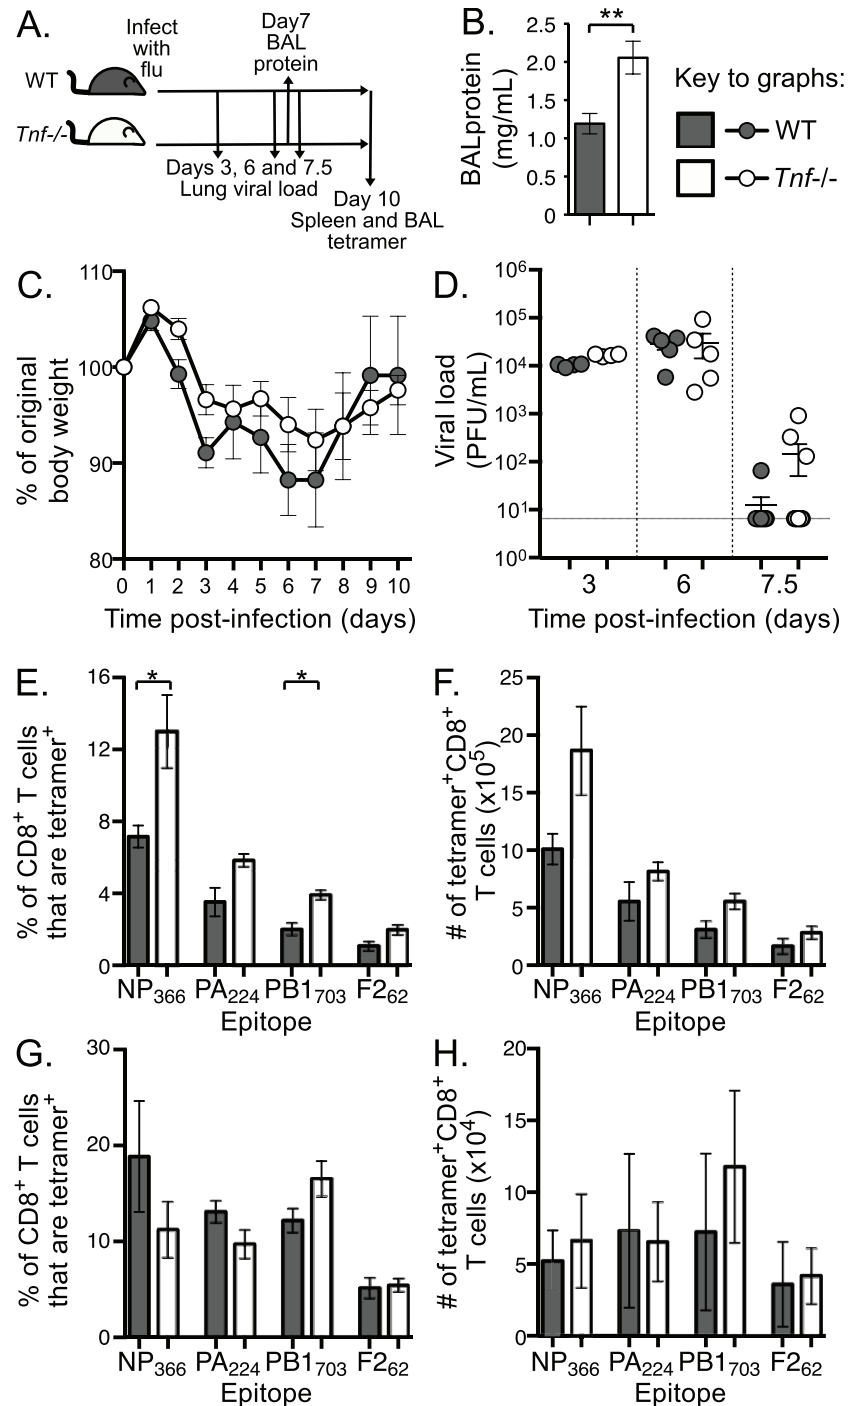 A.
Infect
with
flu
Day7
BAL
protein
WT
Tnf-/-
Days 3, 6 and 7.5
Lung viral load
Day 10
Spleen and BAL
tetramer
B.
BALprotein
(mg/mL)
2.5
2.0
1.5
1.0
0.5
0
**
Key to graphs:
WT
Tnf-/-
C.
% of original
body weight
110
100
90
80
0 1 2 3 4 5 6 7 8 9 10
Time post-infection (days)
D.
Viral load
(PFU/mL)
10⁶
10⁵
10⁴
10³
10²
10¹
10⁰
3 6 7.5
Time post-infection (days)
E.
% of CD8⁺ T cells
that are tetramer⁺
16
12
8
4
0
* *
NP₃₆₆ PA₂₂₄ PB1₇₀₃ F2₆₂
Epitope
F.
# of tetramer⁺CD8⁺
T cells (x10⁵)
25
20
15
10
5
0
NP₃₆₆ PA₂₂₄ PB1₇₀₃ F2₆₂
Epitope
G.
% of CD8⁺ T cells
that are tetramer⁺
30
20
10
0
NP₃₆₆ PA₂₂₄ PB1₇₀₃ F2₆₂
Epitope
H.
# of tetramer⁺CD8⁺
T cells (x10⁴)
20
15
10
5
0
NP₃₆₆ PA₂₂₄ PB1₇₀₃ F2₆₂
Epitope